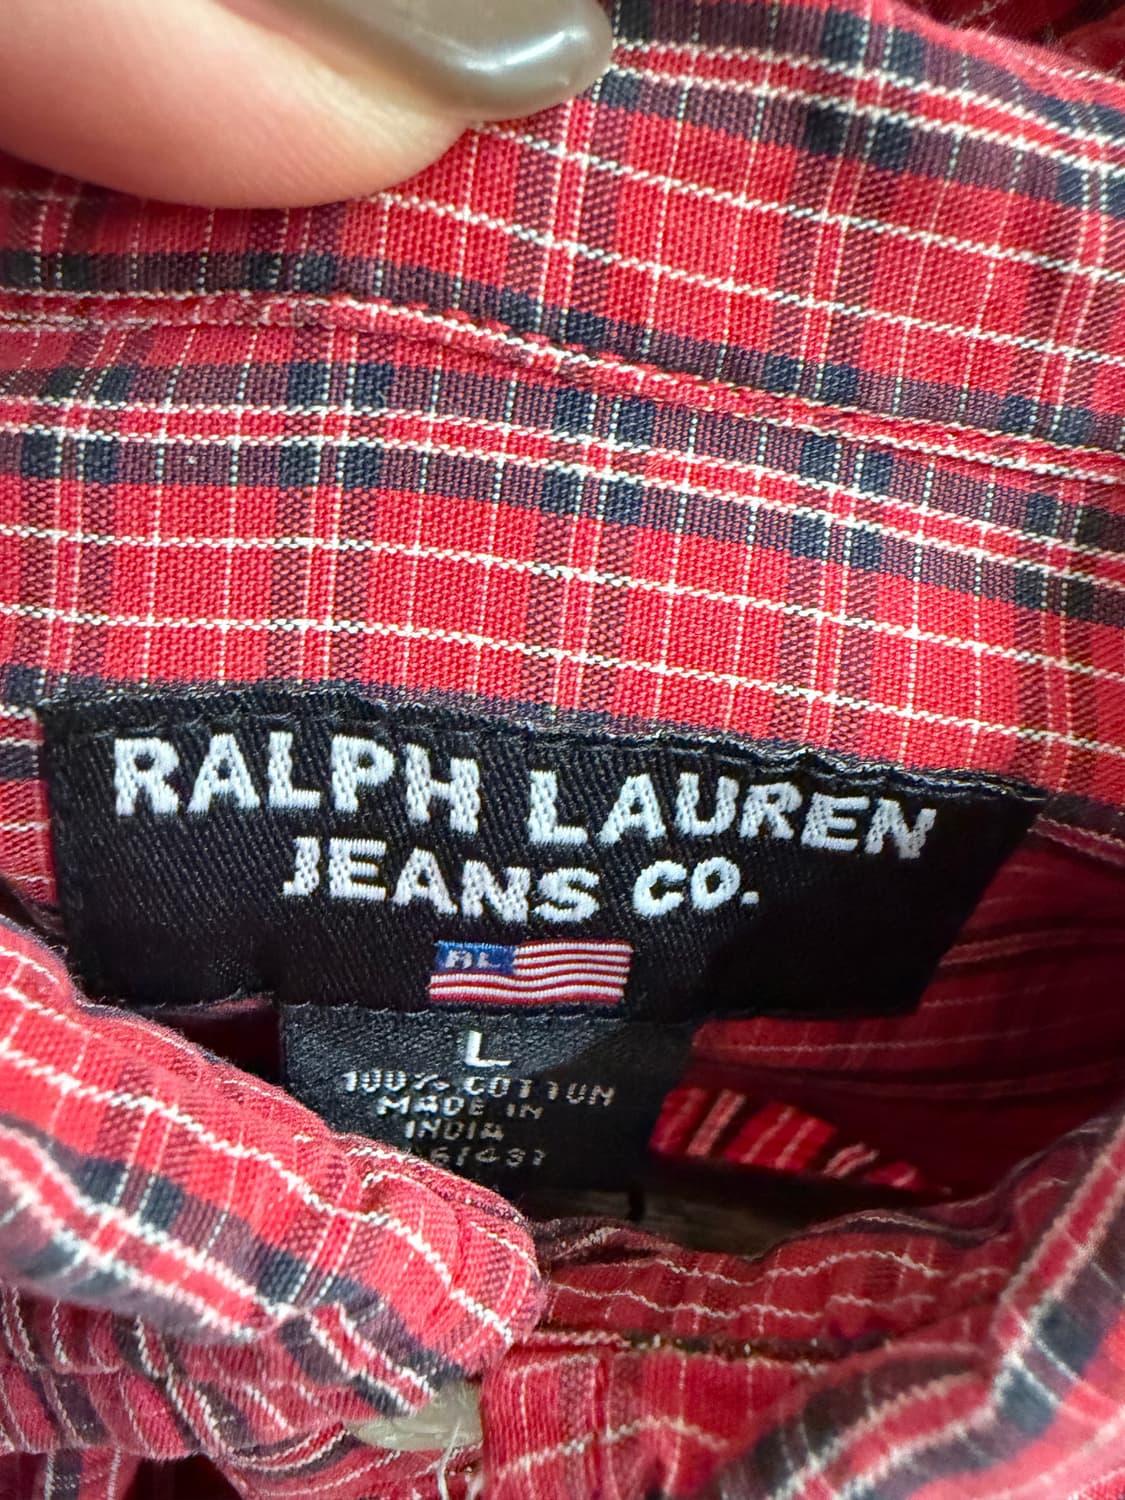 RALPH LAUREN
JEANS CO.
RL
L
100% COTTON
MADE IN
INDIA